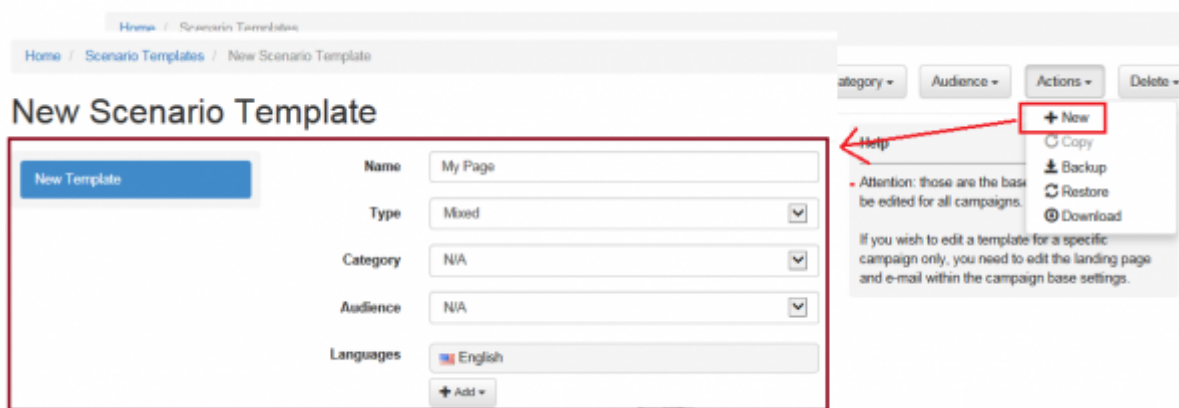 Home / Scenario Templates
Home / Scenario Templates / New Scenario Template
New Scenario Template
New Template
Name My Page
Type Mixed
Category N/A
Audience N/A
Languages English
Add
Audience
Actions
Delete
New
Copy
Backup
Restore
Download
Help
Attention: those are the
be edited for all campaigns.
If you wish to edit a template for a specific
campaign only, you need to edit the landing page
and e-mail within the campaign base settings.